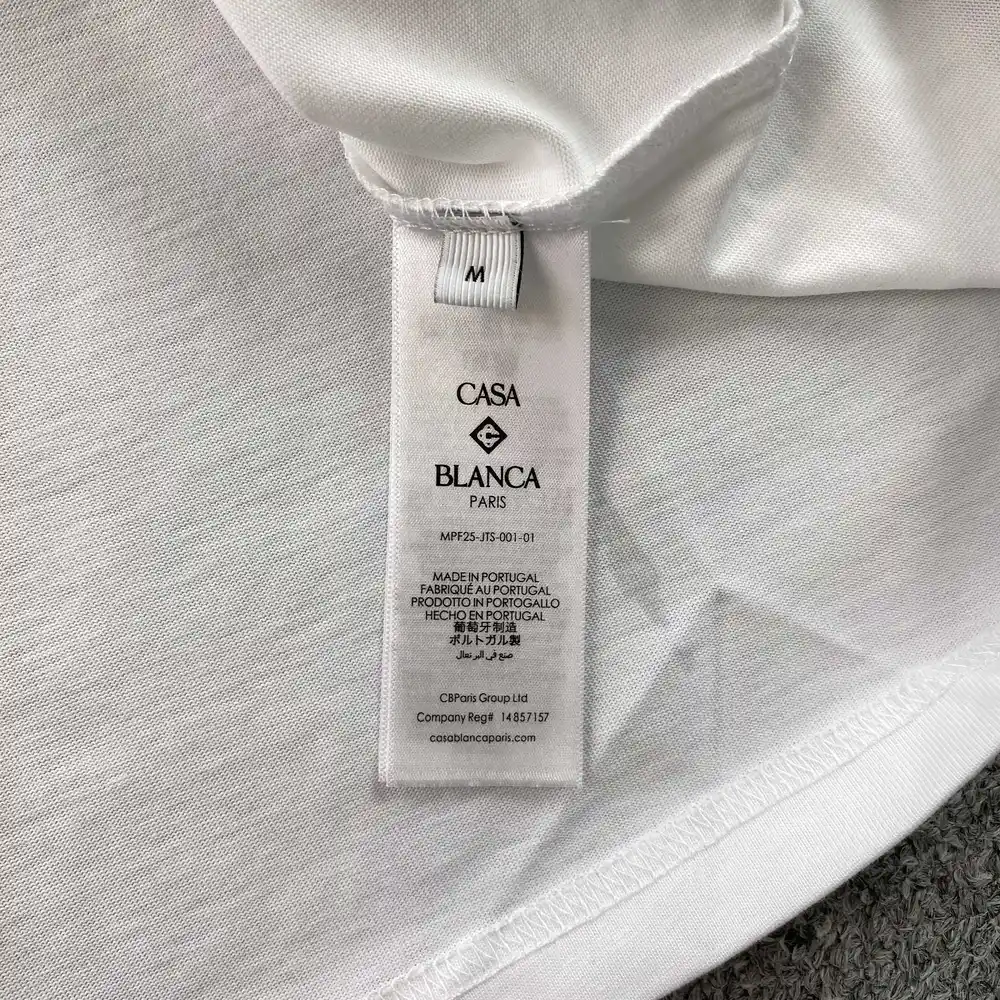 M
CASA
BLANCA
PARIS
MPF25-JTS-001-01
MADE IN PORTUGAL
FABRIQUÉ AU PORTUGAL
PRODOTTO IN PORTOGALLO
HECHO EN PORTUGAL
葡萄牙制造
ポルトガル製
صنع في البرتغال
CBParis Group Ltd
Company Reg# 14857157
casablancaparis.com